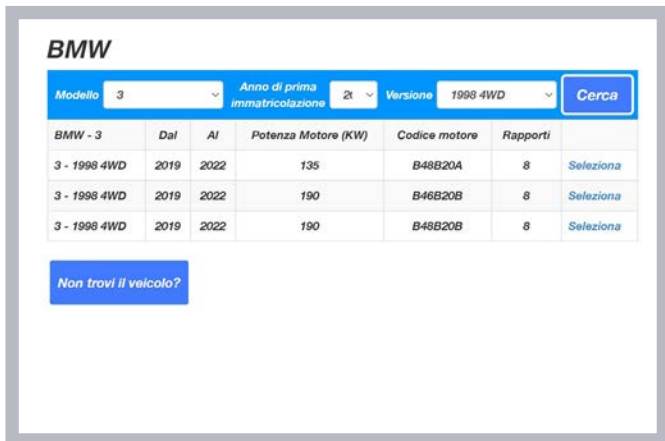 BMW
Modello 3 Anno di prima immatricolazione Versione 1998 4WD Cerca
BMW - 3 Dal Al Potenza Motore (KW) Codice motore Rapporti
3 - 1998 4WD 2019 2022 135 B48B20A 8 Seleziona
3 - 1998 4WD 2019 2022 190 B46B20B 8 Seleziona
3 - 1998 4WD 2019 2022 190 B48B20B 8 Seleziona
Non trovi il veicolo?